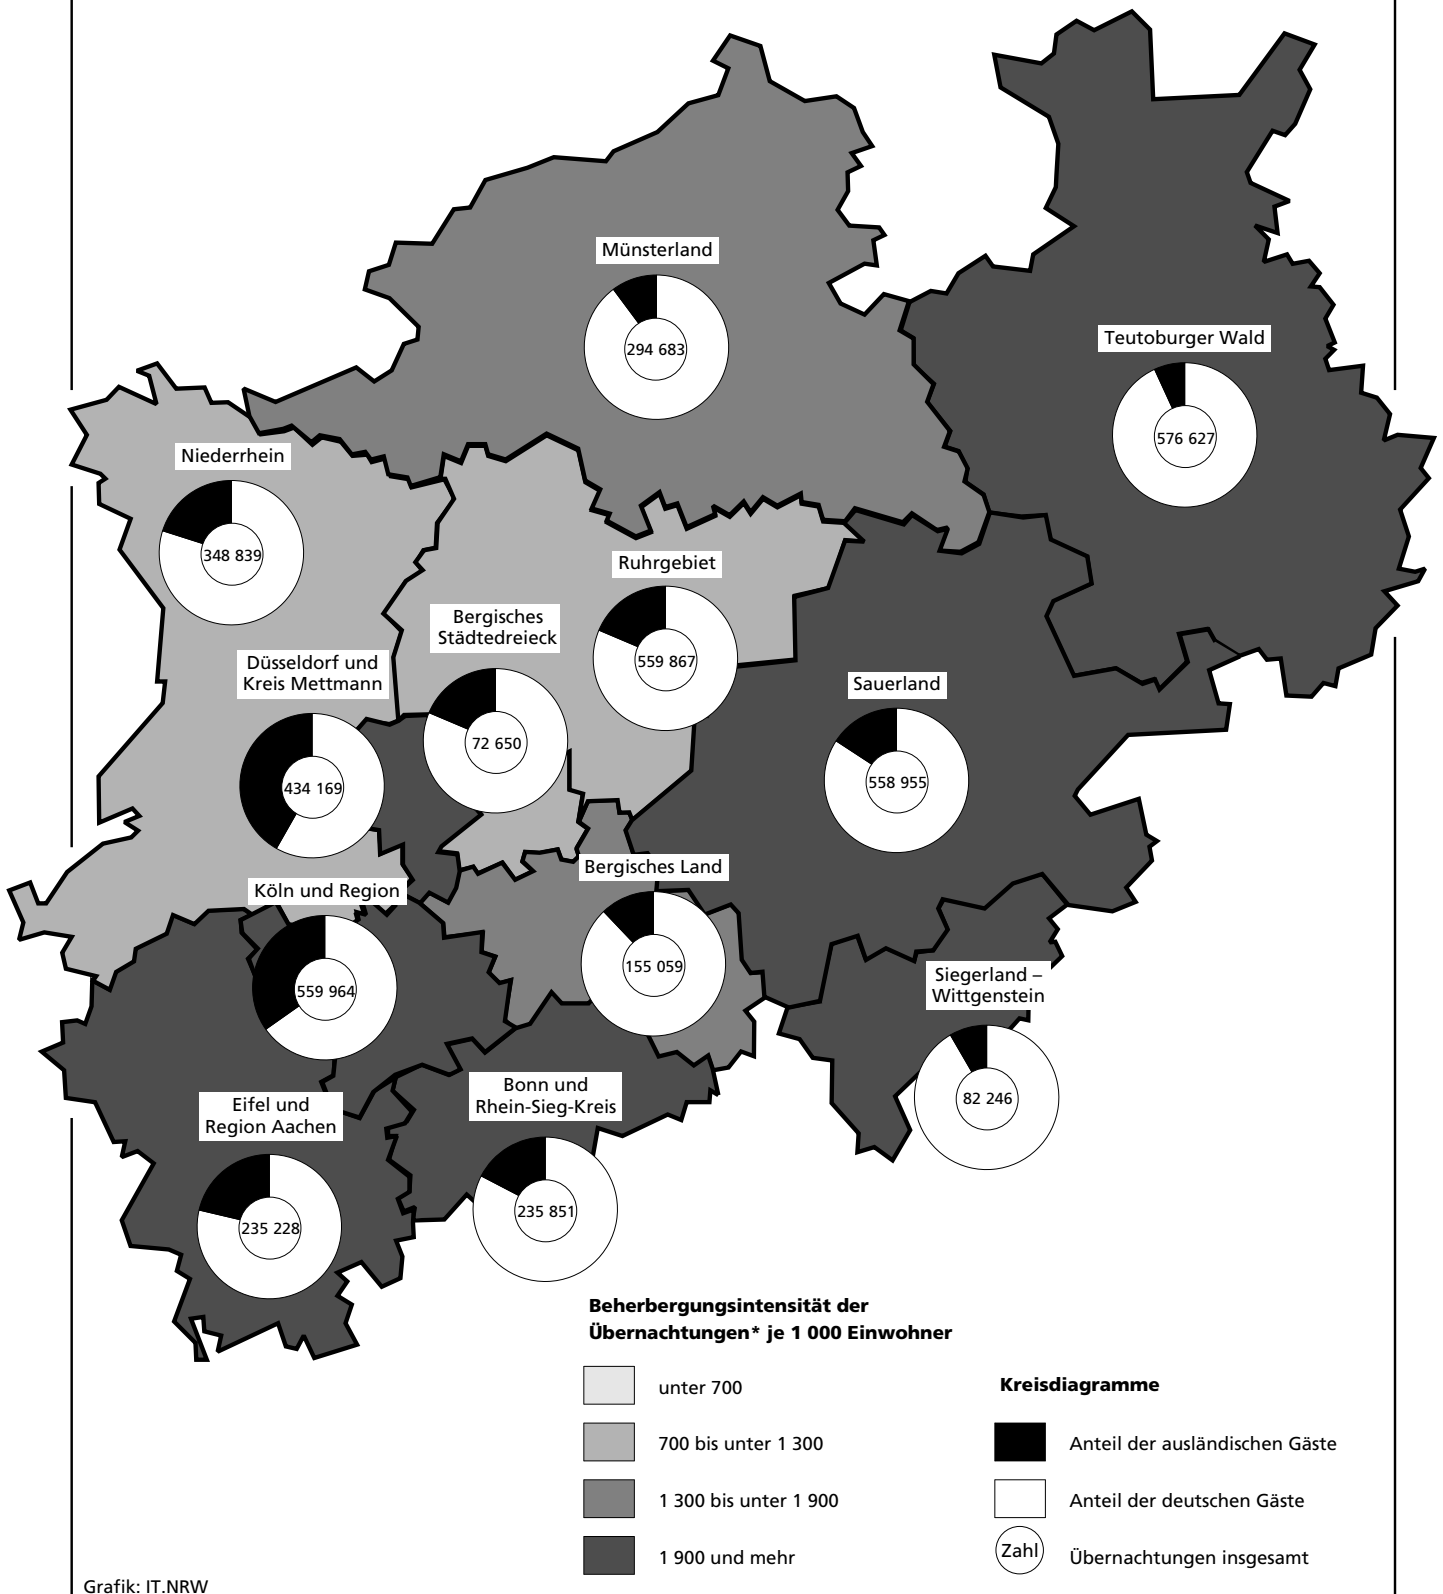 Münsterland
294 683
Teutoburger Wald
576 627
Niederrhein
348 839
Ruhrgebiet
559 867
Bergisches
Städtedreieck
72 650
Düsseldorf und
Kreis Mettmann
434 169
Sauerland
558 955
Bergisches Land
155 059
Köln und Region
559 964
Siegerland –
Wittgenstein
82 246
Bonn und
Rhein-Sieg-Kreis
235 851
Eifel und
Region Aachen
235 228
Beherbergungsintensität der
Übernachtungen* je 1 000 Einwohner
unter 700
700 bis unter 1 300
1 300 bis unter 1 900
1 900 und mehr
Kreisdiagramme
Anteil der ausländischen Gäste
Anteil der deutschen Gäste
Zahl Übernachtungen insgesamt
Grafik: IT.NRW